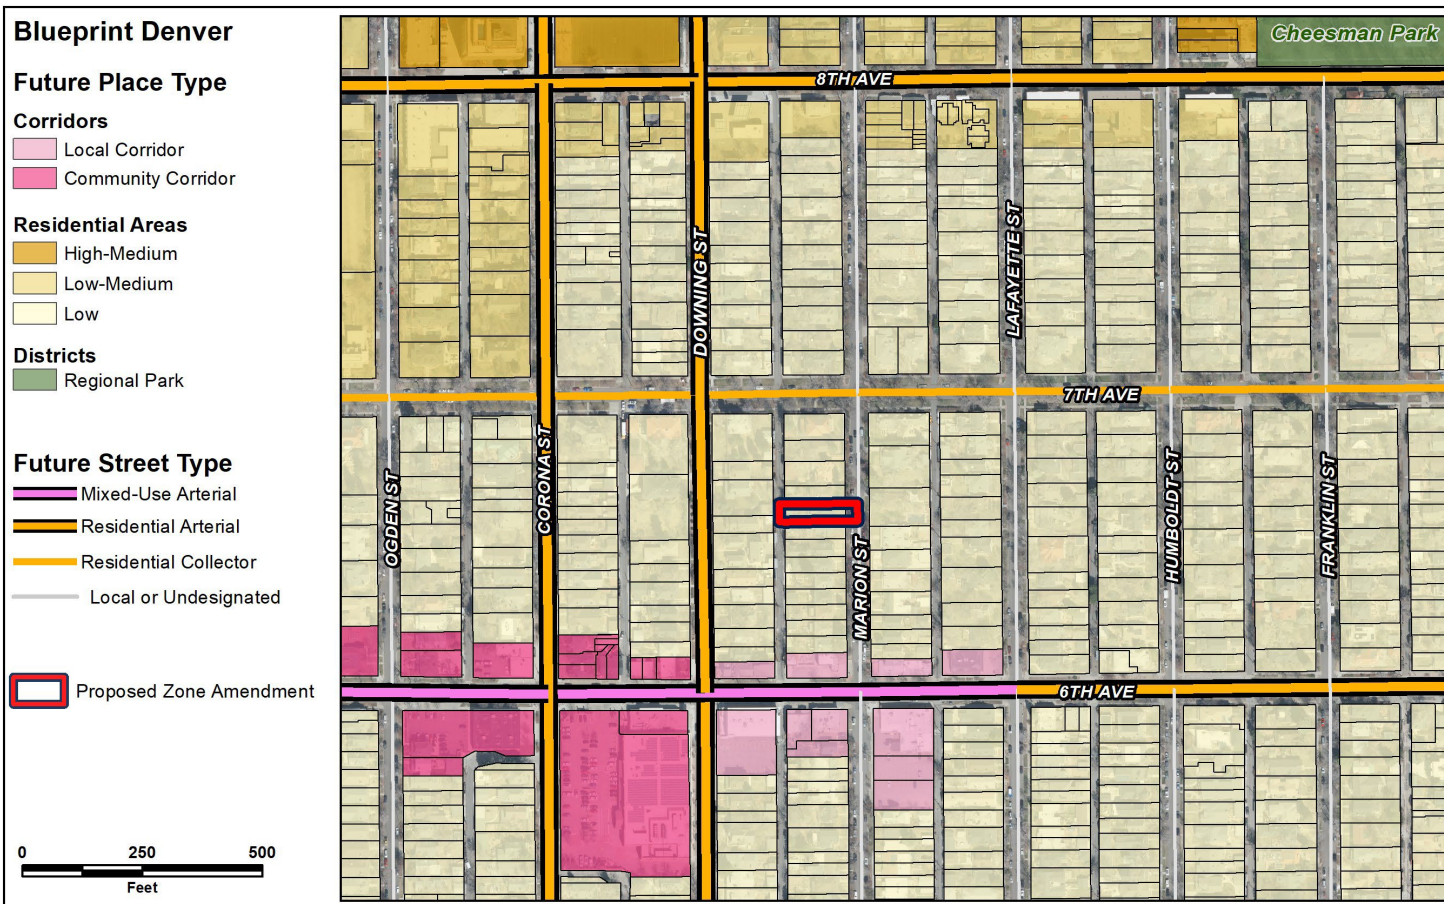 Blueprint Denver
Future Place Type
Corridors
Local Corridor
Community Corridor
Residential Areas
High-Medium
Low-Medium
Low
Districts
Regional Park
Future Street Type
Mixed-Use Arterial
Residential Arterial
Residential Collector
Local or Undesignated
Proposed Zone Amendment
0 250 500
Feet
Cheesman Park
8TH AVE
LAFAYETTE ST
DOWNING ST
7TH AVE
OGDEN ST
CORONA ST
MARION ST
HUMBOLDT ST
FRANKLIN ST
6TH AVE